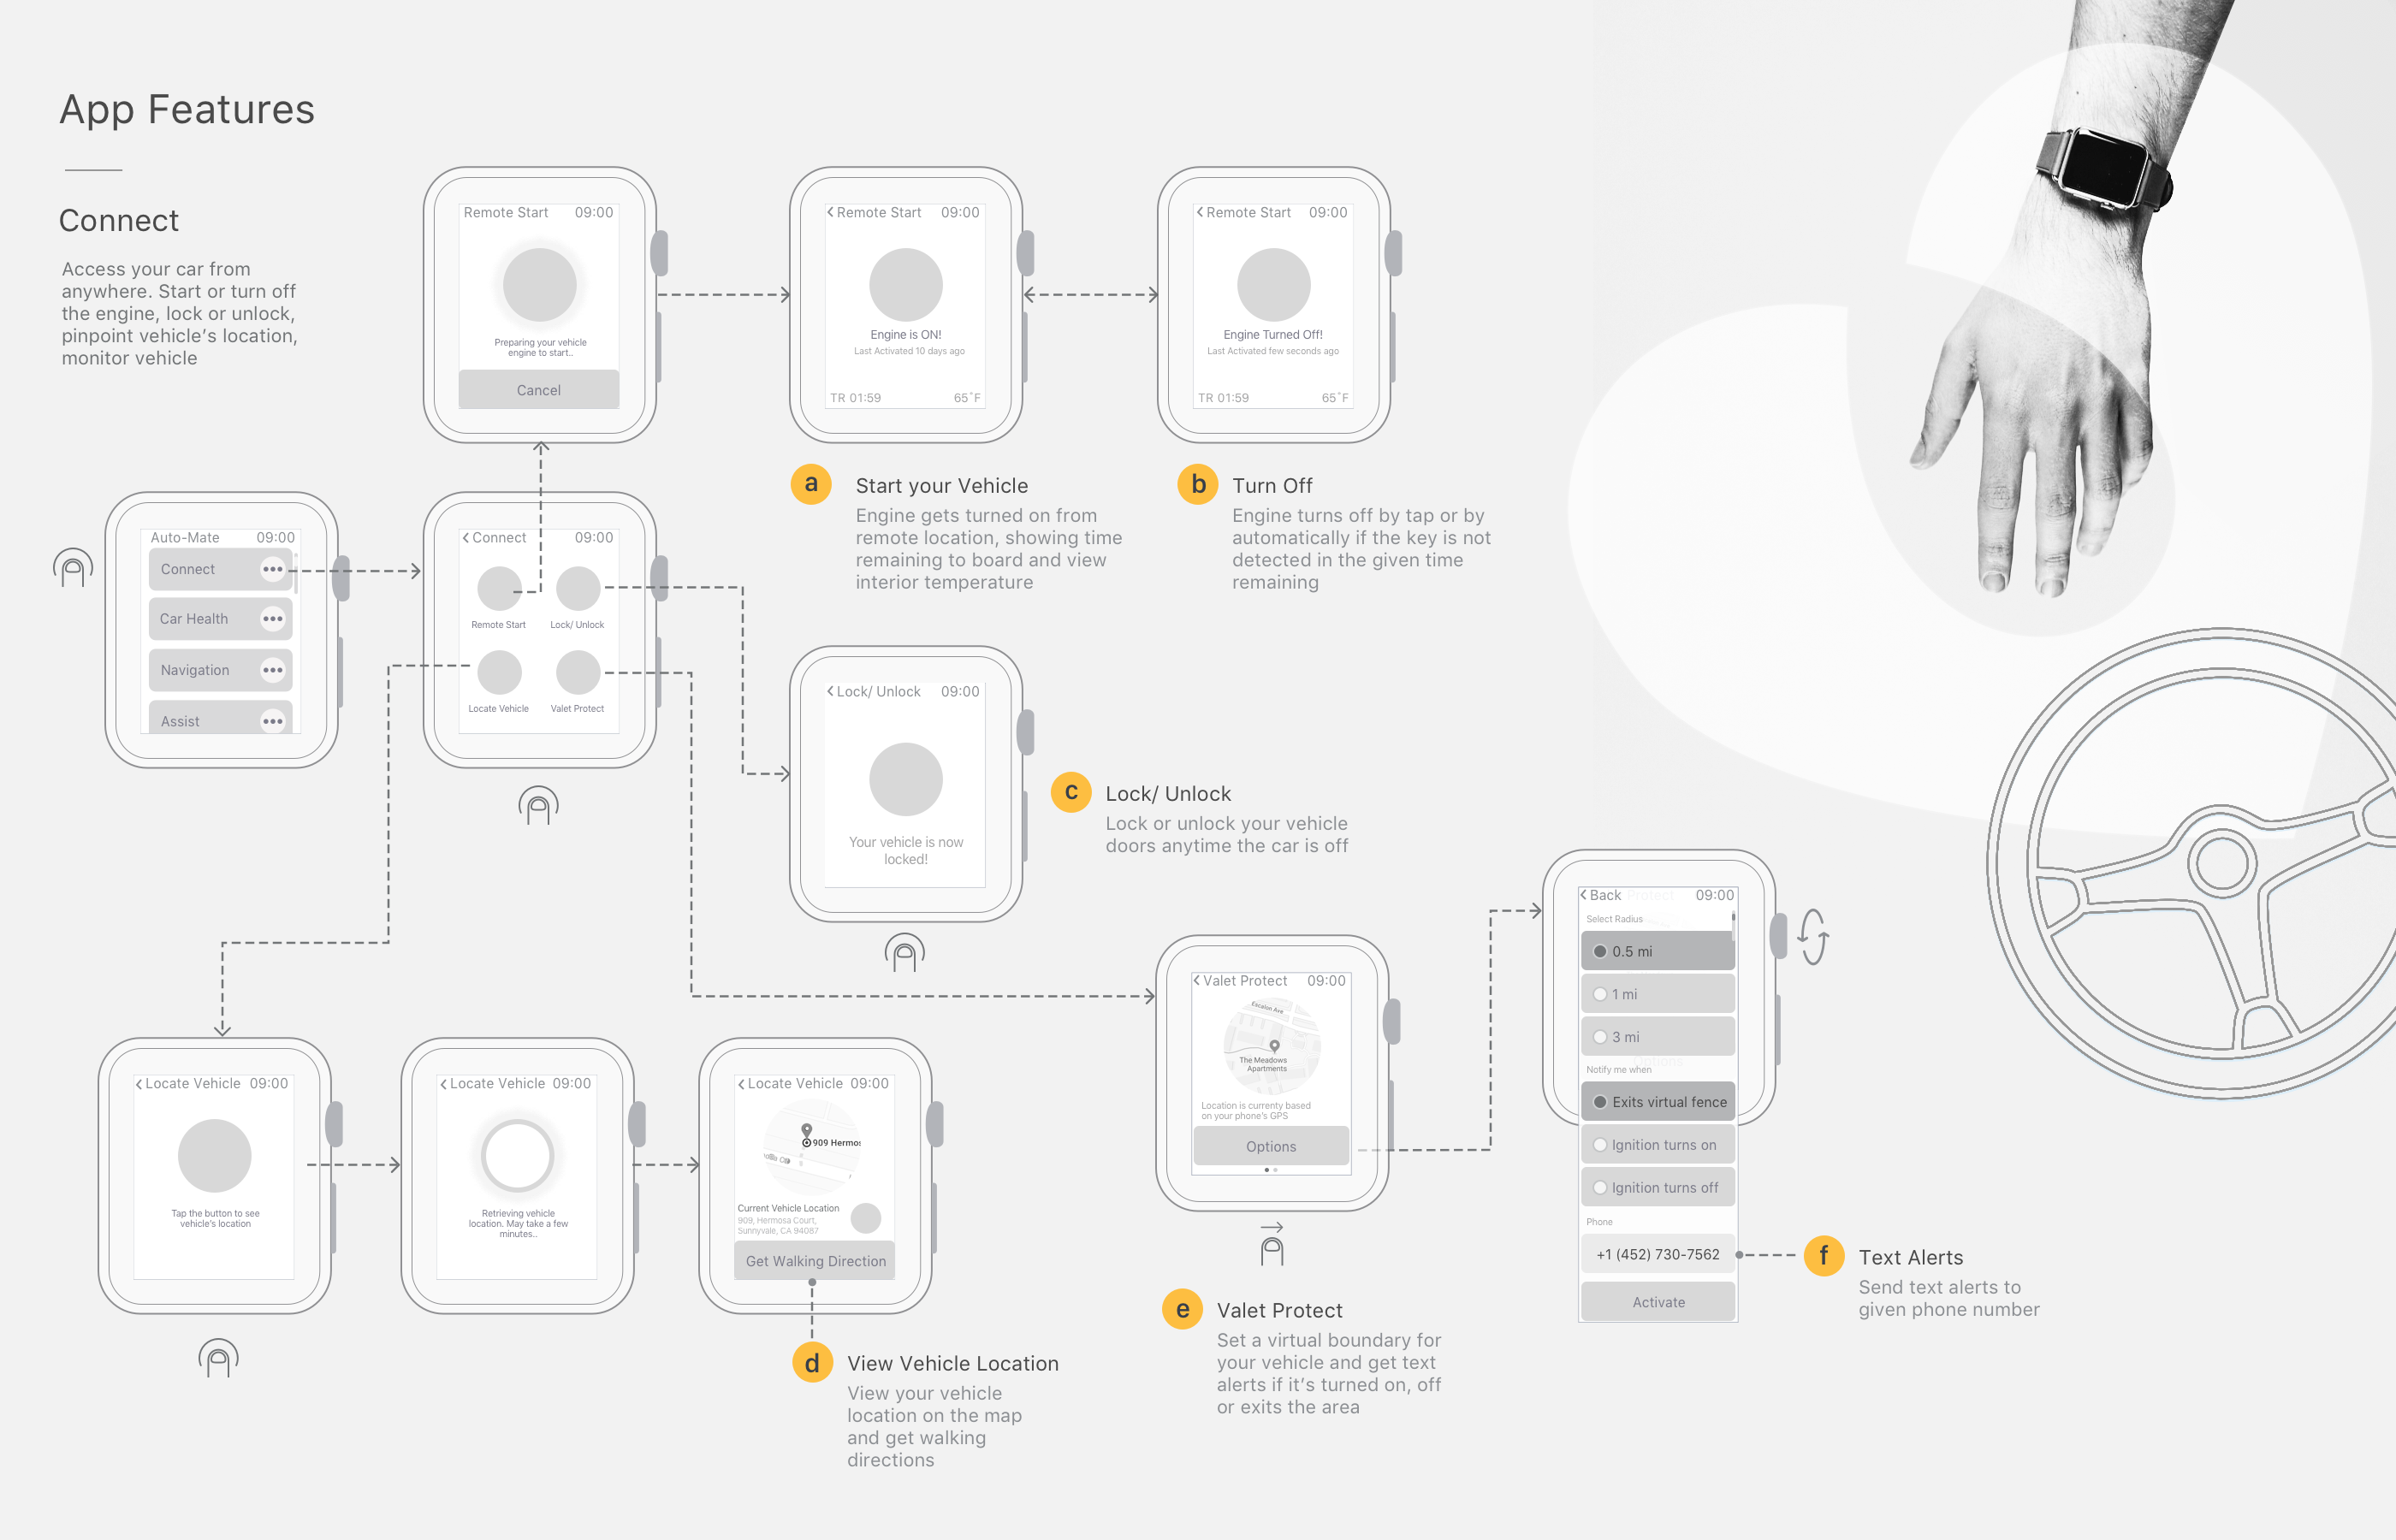 App Features
Connect
Access your car from
anywhere. Start or turn off
the engine, lock or unlock,
pinpoint vehicle's location,
monitor vehicle
Remote Start 09:00
Preparing your vehicle
engine to start..
Cancel
Remote Start 09:00
Engine is ON!
Last Activated 10 days ago
TR 01:59 65°F
Remote Start 09:00
Engine Turned Off!
Last Activated few seconds ago
TR 01:59 65°F
a Start your Vehicle
Engine gets turned on from
remote location, showing time
remaining to board and view
interior temperature
b Turn Off
Engine turns off by tap or by
automatically if the key is not
detected in the given time
remaining
Auto-Mate 09:00
Connect
Car Health
Navigation
Assist
Connect 09:00
Remote Start Lock/ Unlock
Locate Vehicle Valet Protect
Lock/ Unlock 09:00
Your vehicle is now
locked!
c Lock/ Unlock
Lock or unlock your vehicle
doors anytime the car is off
Locate Vehicle 09:00
Tap the button to see
vehicle's location
Locate Vehicle 09:00
Retrieving vehicle
location. May take a few
minutes..
Locate Vehicle 09:00
909 Hermos
Current Vehicle Location
909, Hermosa Court,
Sunnyvale, CA 94087
Get Walking Direction
d View Vehicle Location
View your vehicle
location on the map
and get walking
directions
Valet Protect 09:00
Escalon Ave
The Meadows
Apartments
Location is currenty based
on your phone's GPS
Options
e Valet Protect
Set a virtual boundary for
your vehicle and get text
alerts if it's turned on, off
or exits the area
Back Protect 09:00
Select Radius
0.5 mi
1 mi
3 mi
Options
Notify me when
Exits virtual fence
Ignition turns on
Ignition turns off
Phone
+1 (452) 730-7562
Activate
f Text Alerts
Send text alerts to
given phone number